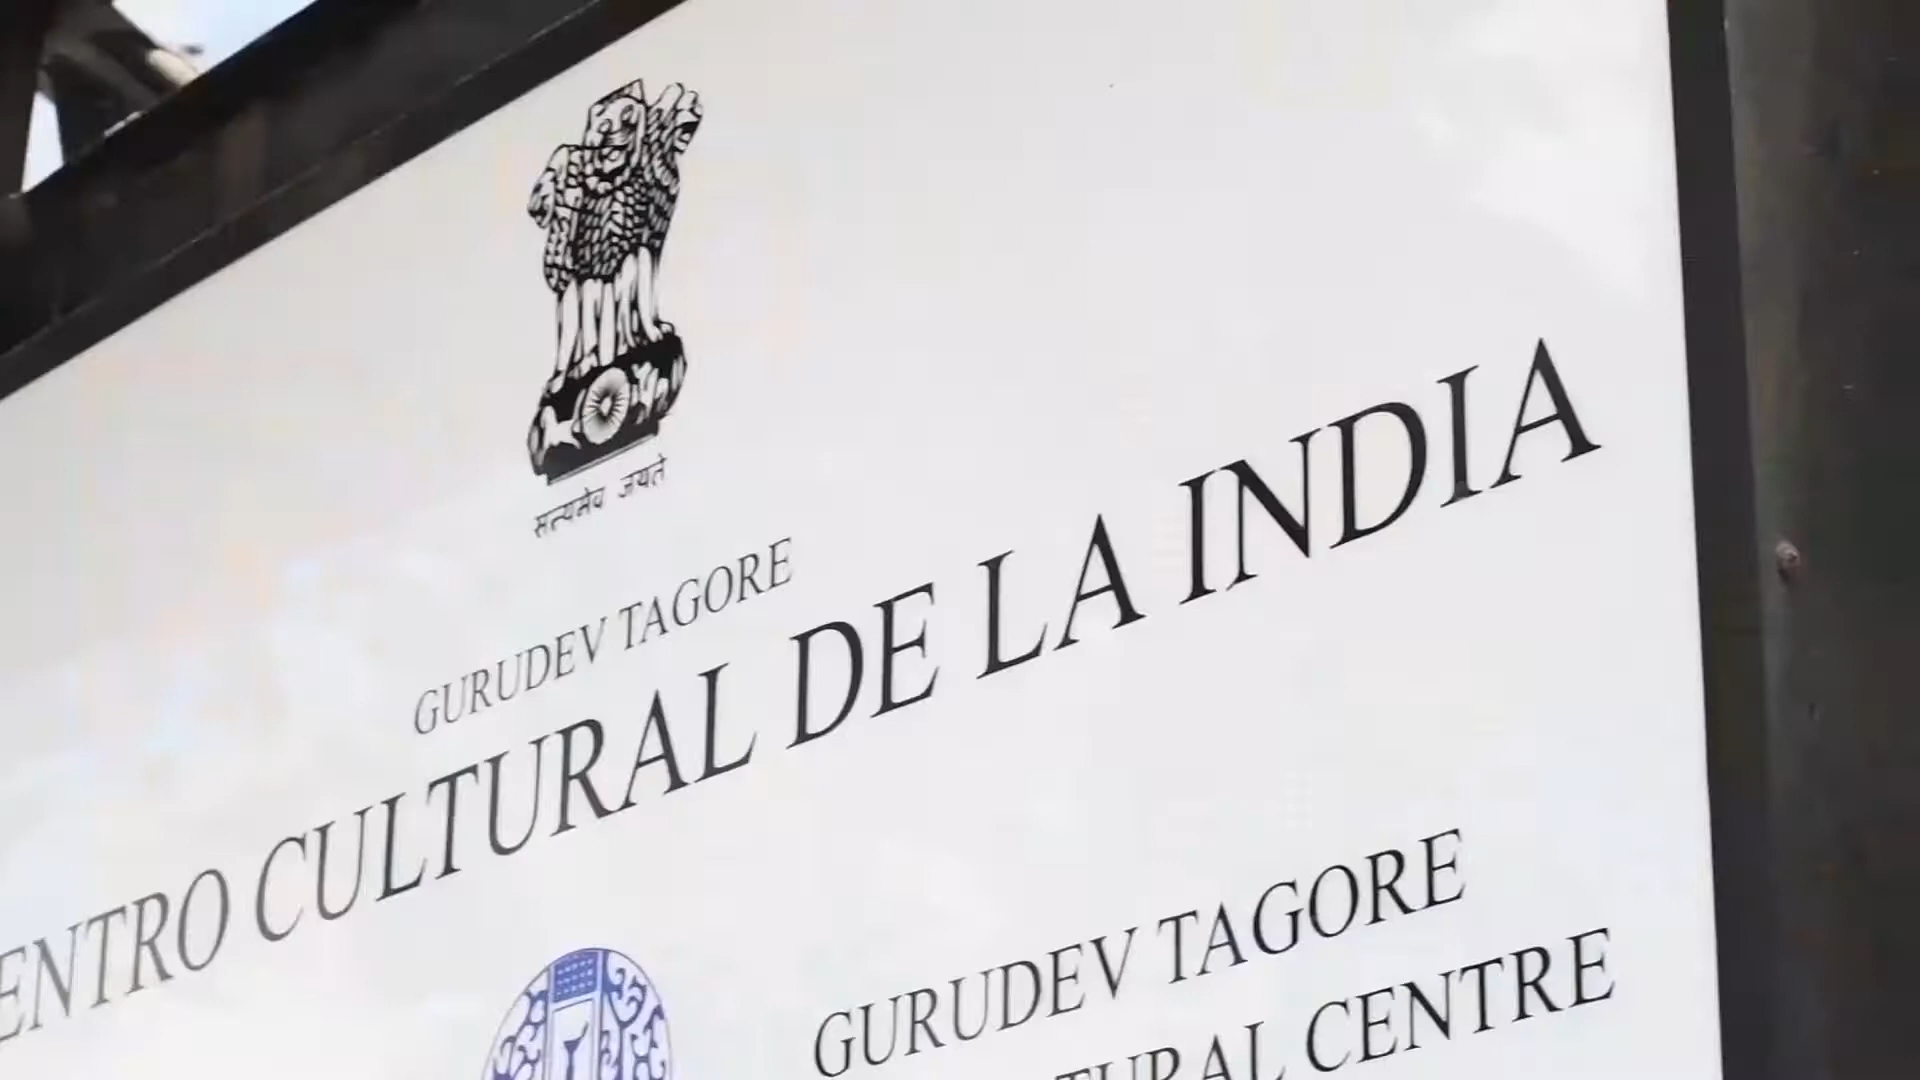 सत्यमेव जयते
GURUDEV TAGORE
ENTRO CULTURAL DE LA INDIA
GURUDEV TAGORE
TURAL CENTRE